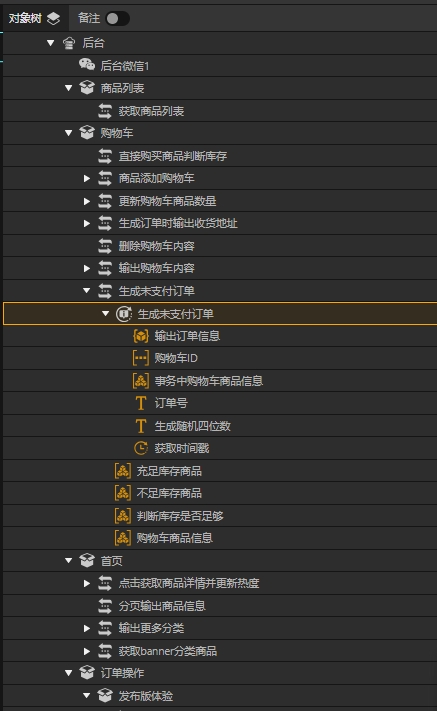 对象树 备注
后台
后台微信1
商品列表
获取商品列表
购物车
直接购买商品判断库存
商品添加购物车
更新购物车商品数量
生成订单时输出收货地址
删除购物车内容
输出购物车内容
生成未支付订单
生成未支付订单
输出订单信息
购物车ID
事务中购物车商品信息
订单号
生成随机四位数
获取时间戳
充足库存商品
不足库存商品
判断库存是否足够
购物车商品信息
首页
点击获取商品详情并更新热度
分页输出商品信息
输出更多分类
获取banner分类商品
订单操作
发布版体验